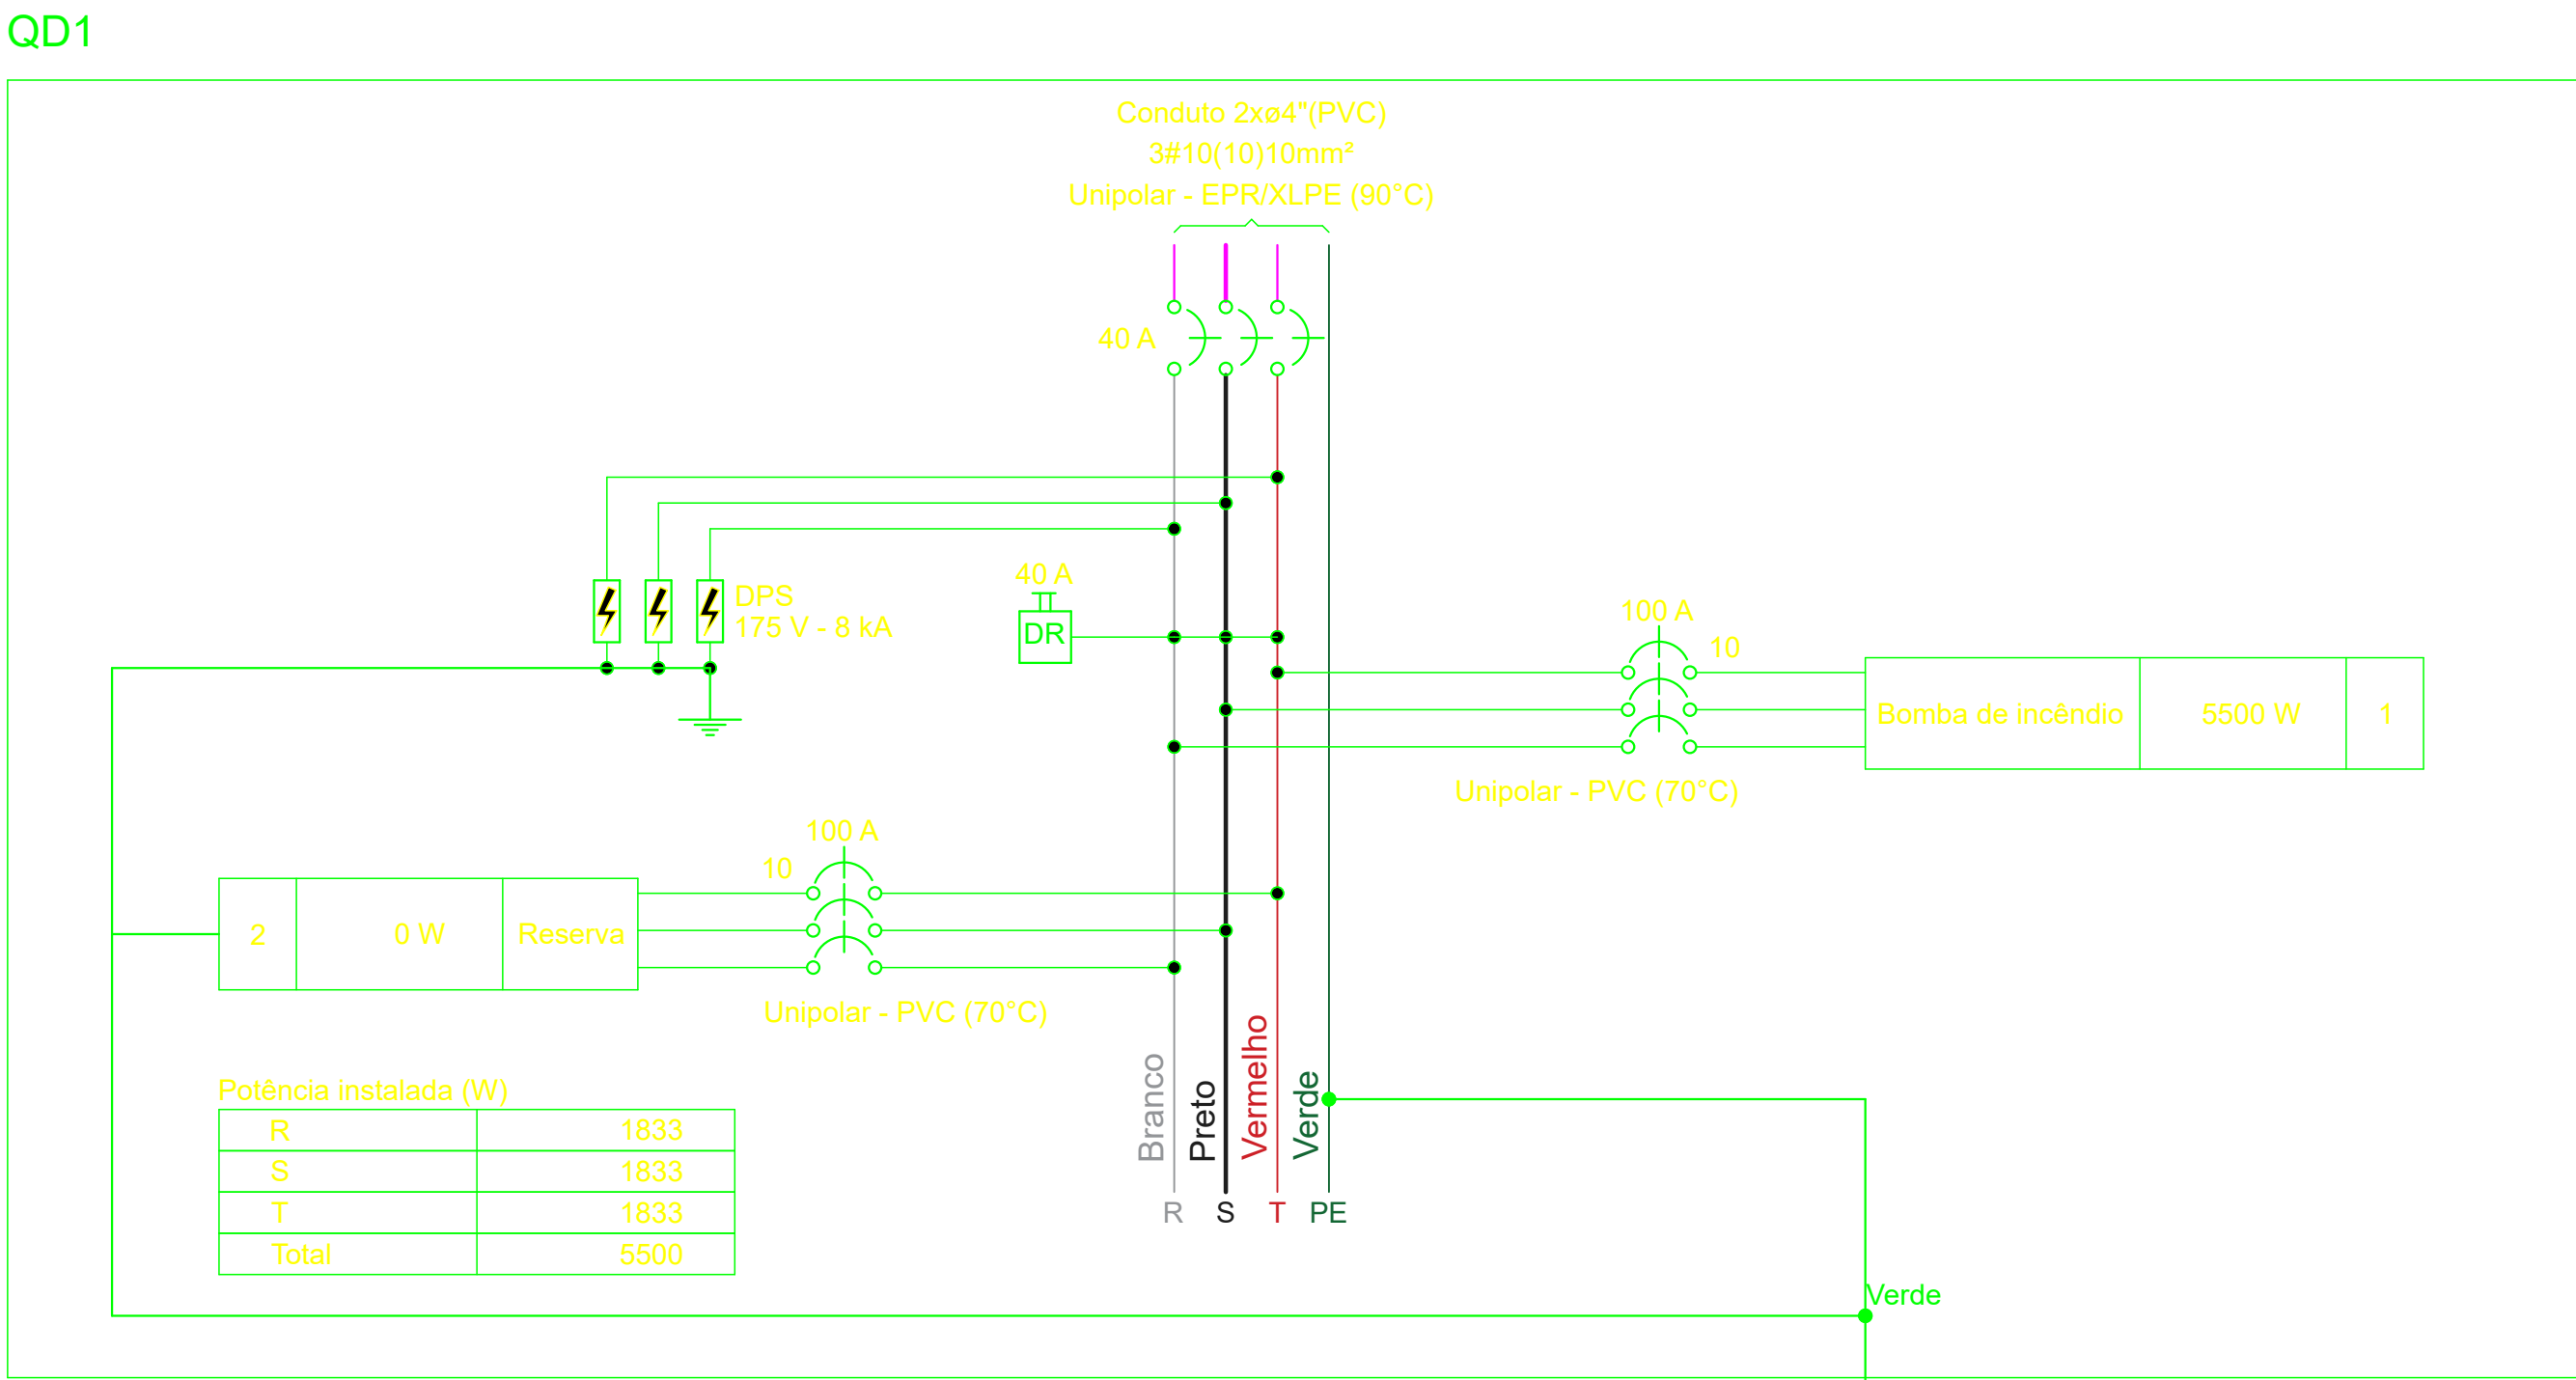 QD1
Conduto 2xø4"(PVC)
3#10(10)10mm²
Unipolar - EPR/XLPE (90°C)
40 A
DPS
175 V - 8 kA
40 A
DR
100 A
10
Bomba de incêndio 5500 W 1
Unipolar - PVC (70°C)
100 A
10
2 0 W Reserva
Unipolar - PVC (70°C)
Branco
Preto
Vermelho
Verde
R S T PE
Potência instalada (W)
R 1833
S 1833
T 1833
Total 5500
Verde